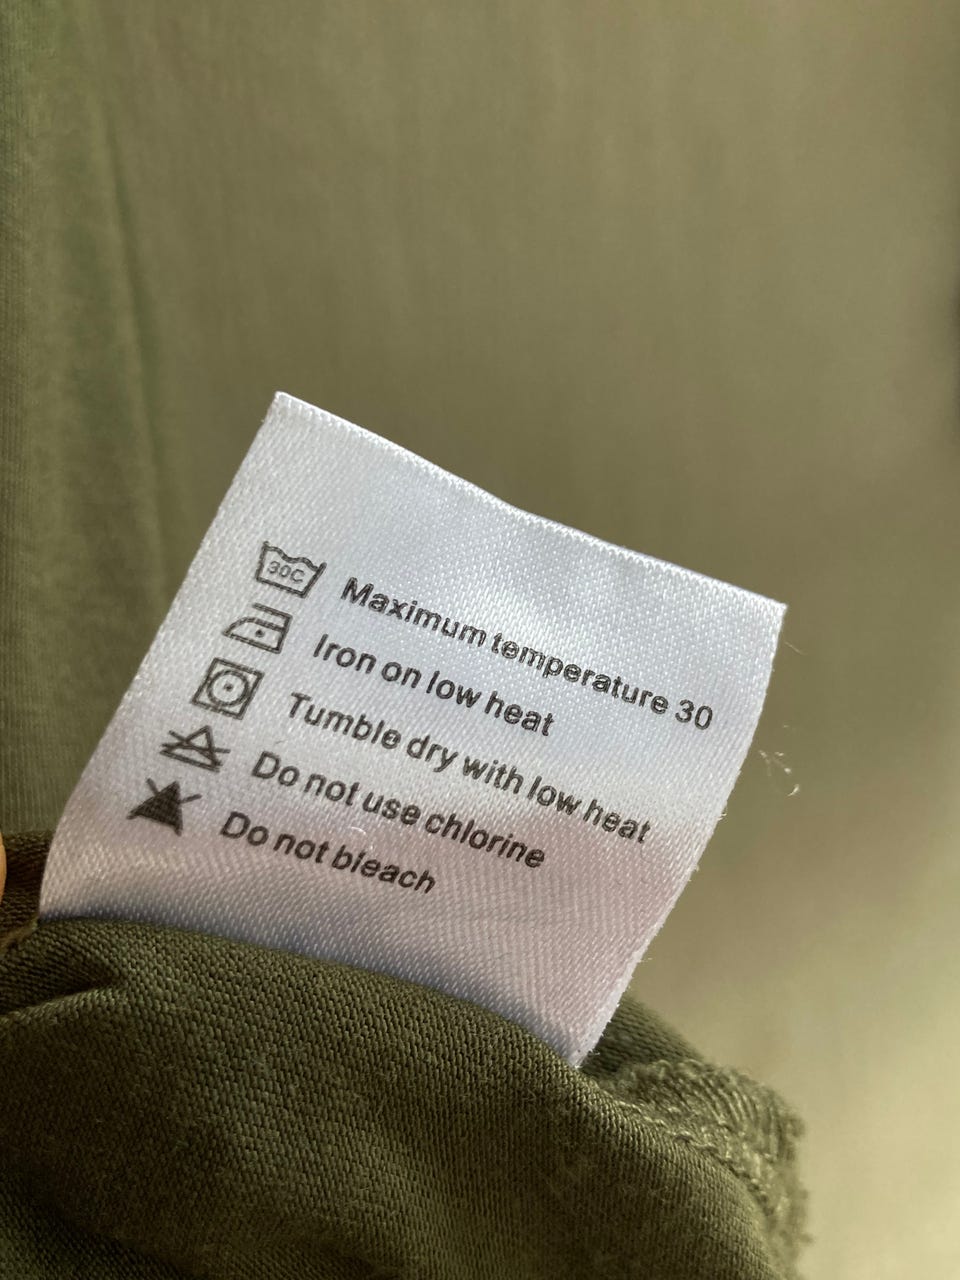 30C Maximum temperature 30
Iron on low heat
Tumble dry with low heat
Do not use chlorine
Do not bleach